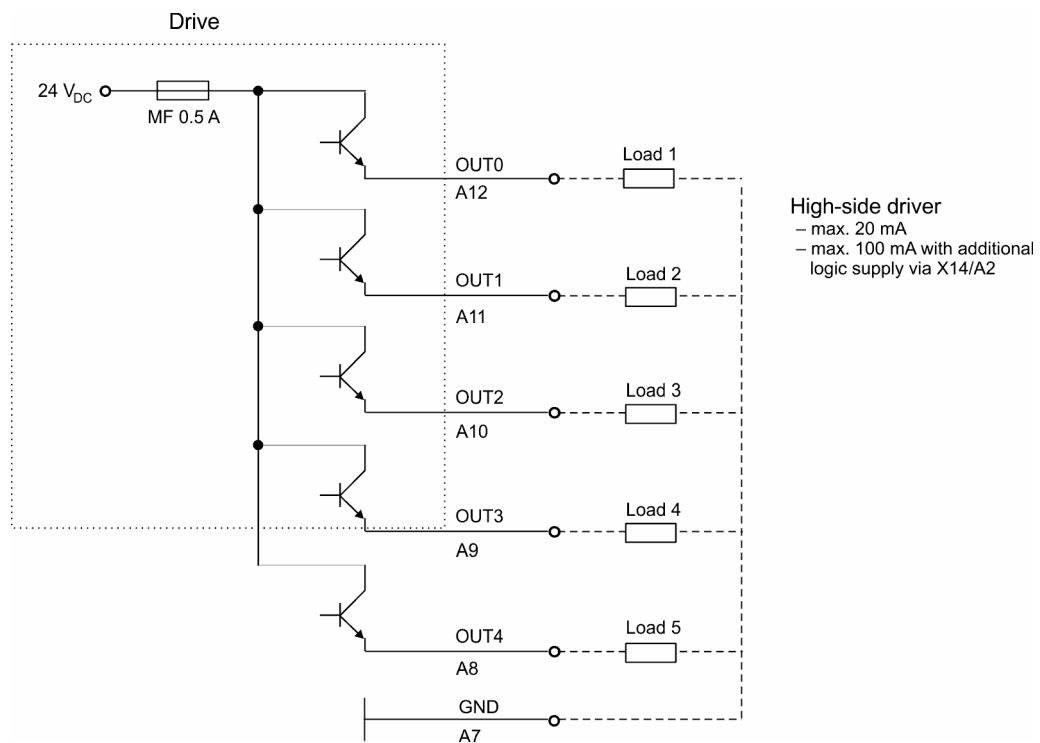 Drive
24 VDC
MF 0.5 A
OUT0
A12
Load 1
High-side driver
– max. 20 mA
– max. 100 mA with additional
logic supply via X14/A2
OUT1
A11
Load 2
OUT2
A10
Load 3
OUT3
A9
Load 4
OUT4
A8
Load 5
GND
A7